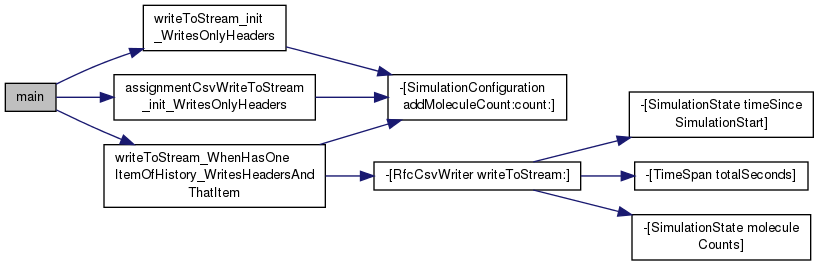 main
writeToStream_init
_WritesOnlyHeaders
assignmentCsvWriteToStream
_init_WritesOnlyHeaders
writeToStream_WhenHasOne
ItemOfHistory_WritesHeadersAnd
ThatItem
-[SimulationConfiguration
addMoleculeCount:count:]
-[RfcCsvWriter writeToStream:]
-[SimulationState timeSince
SimulationStart]
-[TimeSpan totalSeconds]
-[SimulationState molecule
Counts]